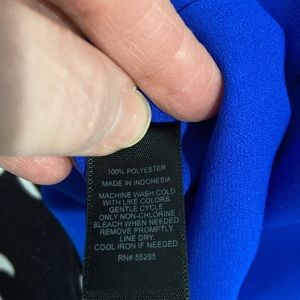 100% POLYESTER
MADE IN INDONESIA
MACHINE WASH COLD
WITH LIKE COLORS
GENTLE CYCLE
ONLY NON-CHLORINE
BLEACH WHEN NEEDED
REMOVE PROMPTLY.
LINE DRY.
COOL IRON IF NEEDED
RN# 55285